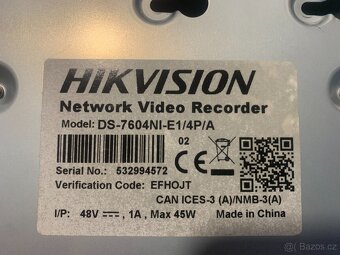 HIKVISION
Network Video Recorder
Model: DS-7604NI-E1/4P/A
02
Serial No.: 532994572
Verification Code: EFHOJT
CAN ICES-3 (A)/NMB-3(A)
I/P: 48V⎓, 1A, Max 45W Made in China
sbazos.cz